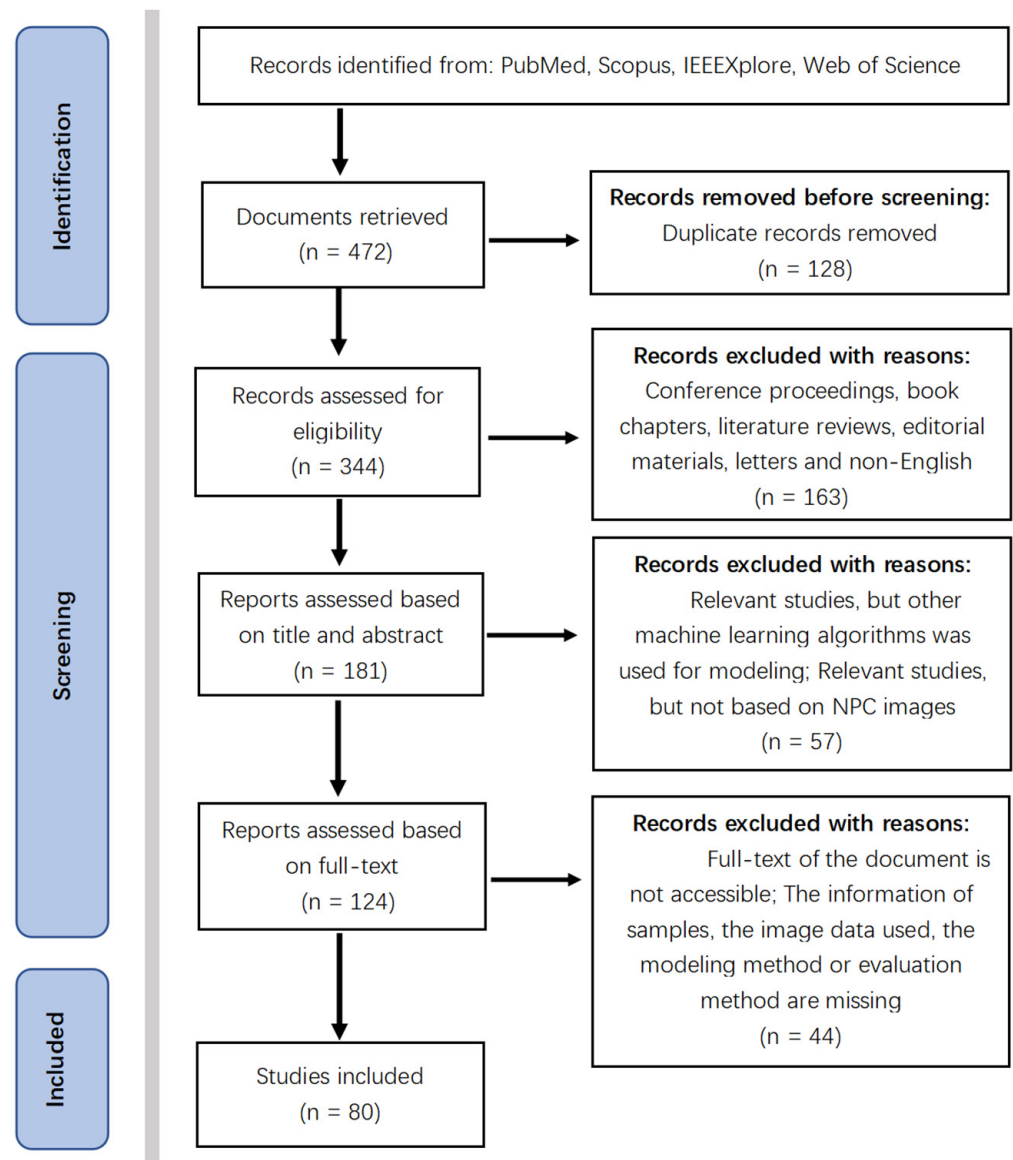 Identification
Records identified from: PubMed, Scopus, IEEEXplore, Web of Science
Documents retrieved
(n = 472)
Records removed before screening:
Duplicate records removed
(n = 128)
Screening
Records assessed for
eligibility
(n = 344)
Records excluded with reasons:
Conference proceedings, book
chapters, literature reviews, editorial
materials, letters and non-English
(n = 163)
Reports assessed based
on title and abstract
(n = 181)
Records excluded with reasons:
Relevant studies, but other
machine learning algorithms was
used for modeling; Relevant studies,
but not based on NPC images
(n = 57)
Reports assessed based
on full-text
(n = 124)
Records excluded with reasons:
Full-text of the document is
not accessible; The information of
samples, the image data used, the
modeling method or evaluation
method are missing
(n = 44)
Included
Studies included
(n = 80)